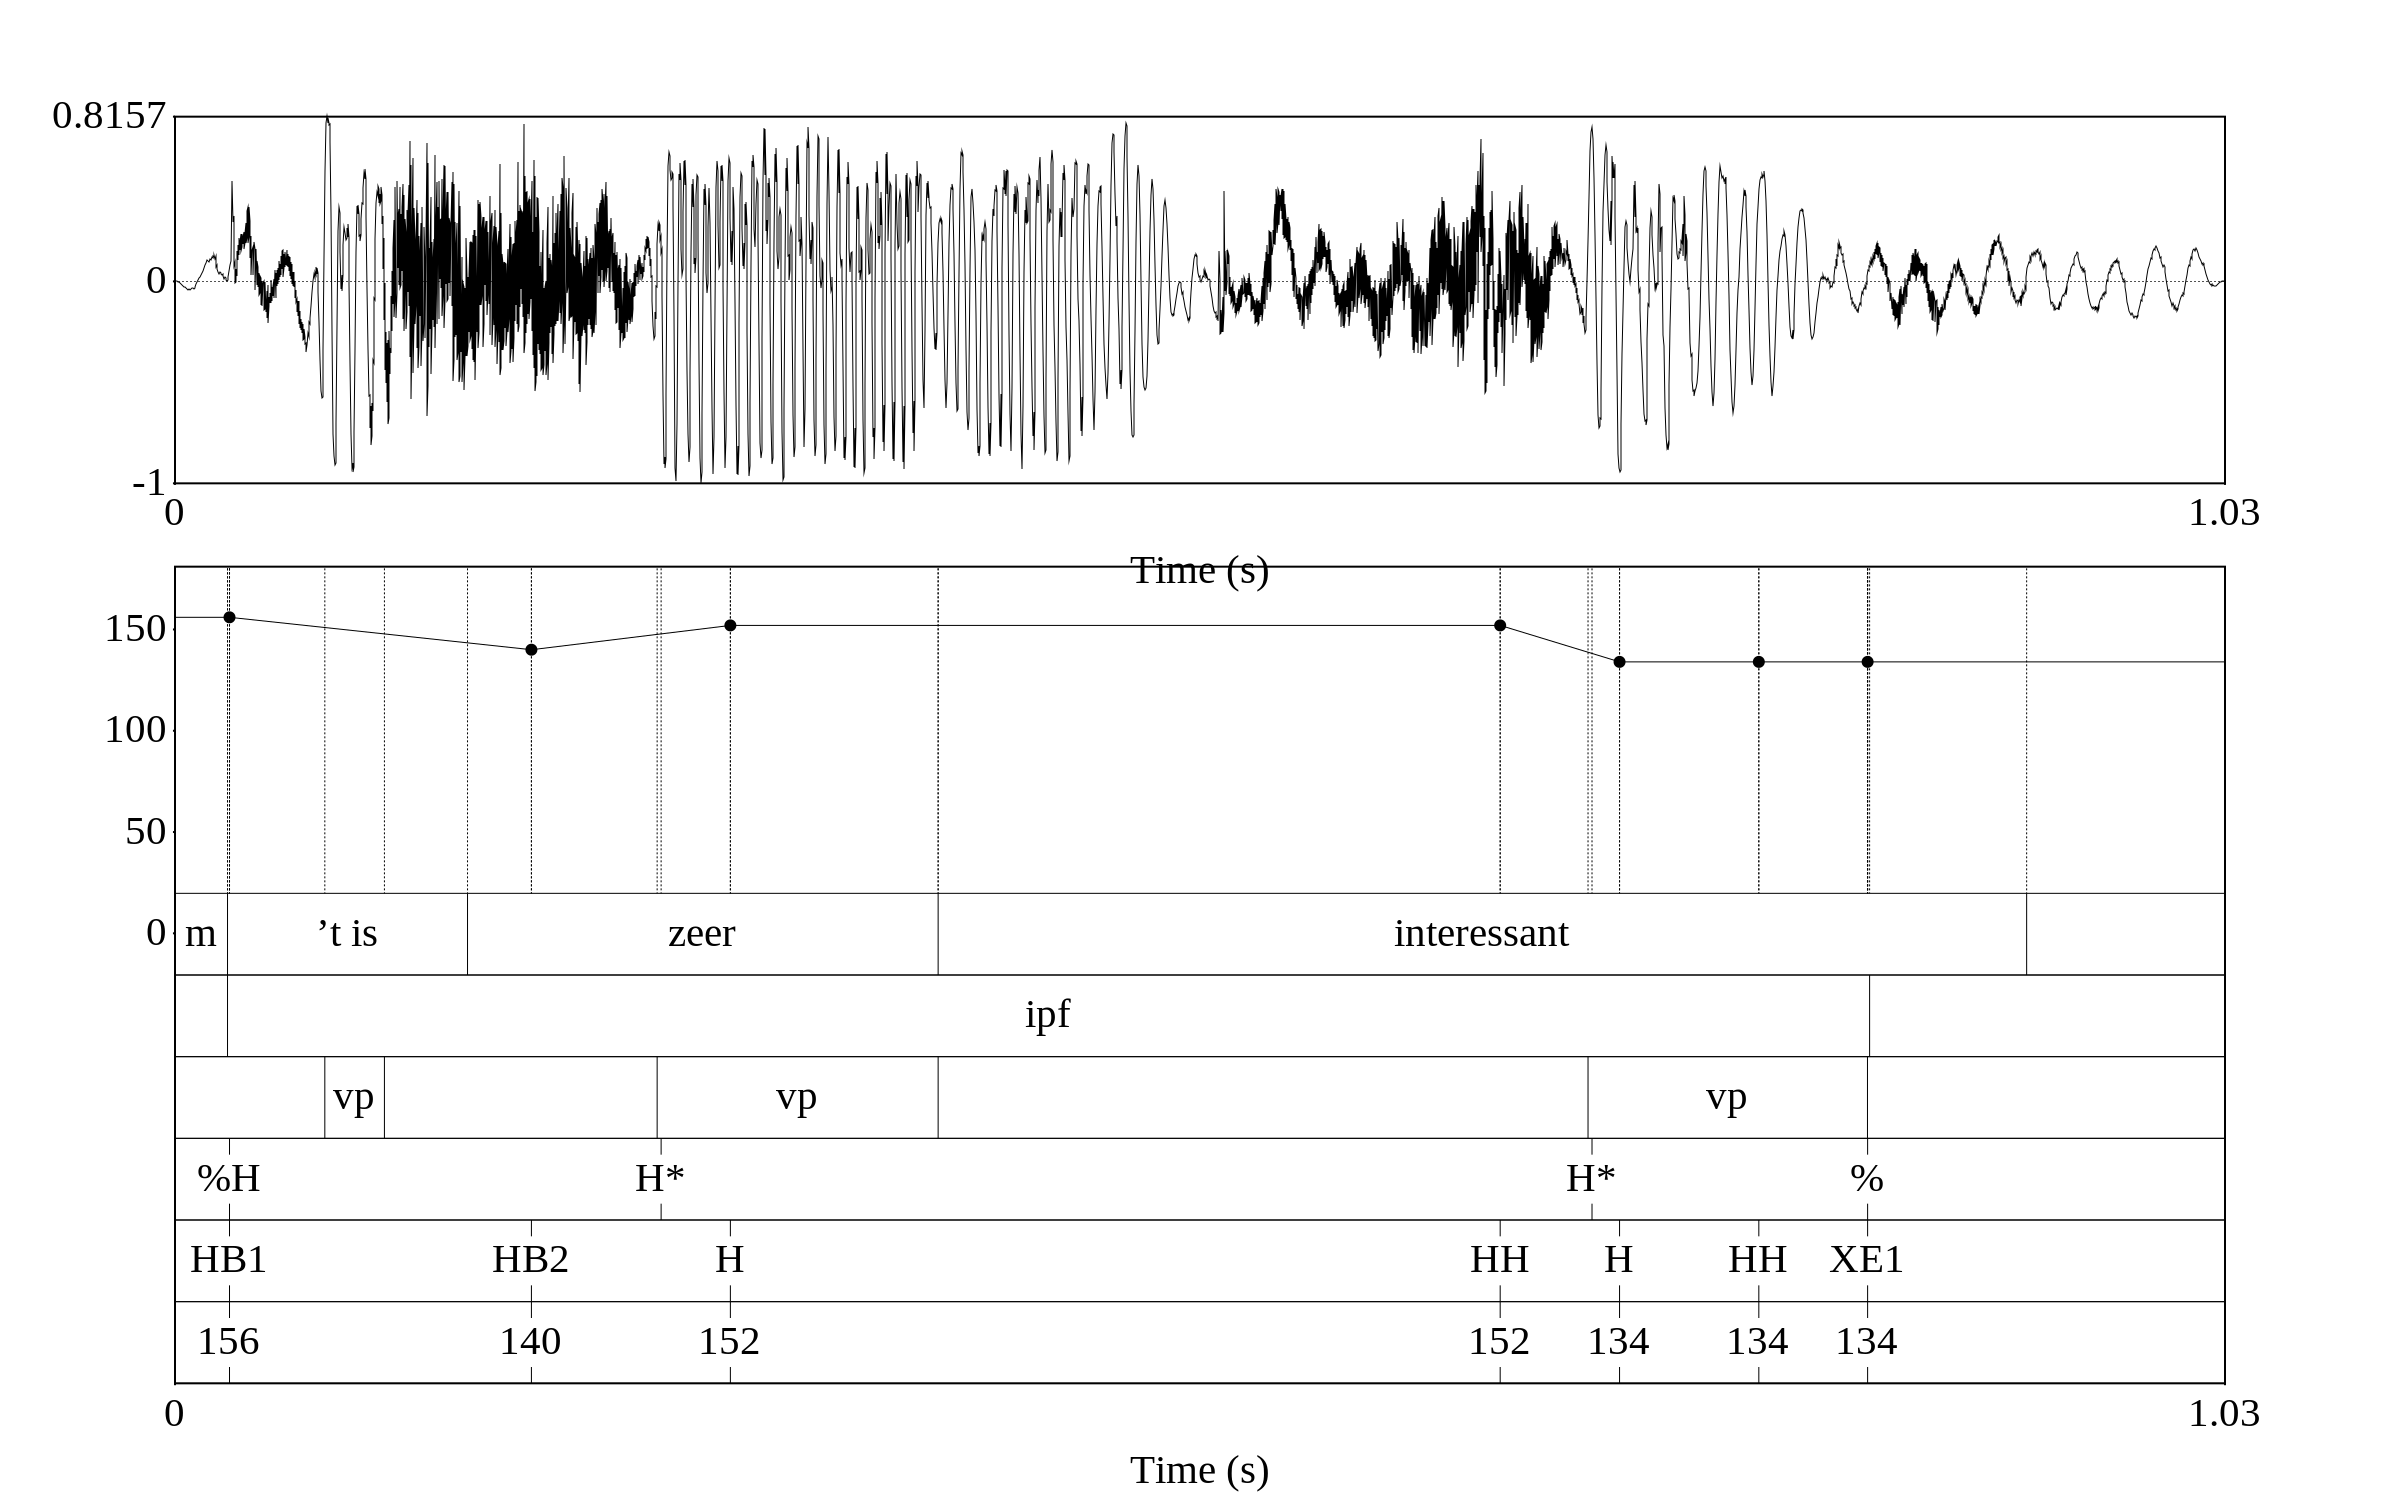 0.8157
0
-1
0 1.03
Time (s)
150
100
50
0 m ’t is zeer interessant
ipf
vp vp vp
%H H* H* %
HB1 HB2 H HH H HH XE1
156 140 152 152 134 134 134
0 1.03
Time (s)